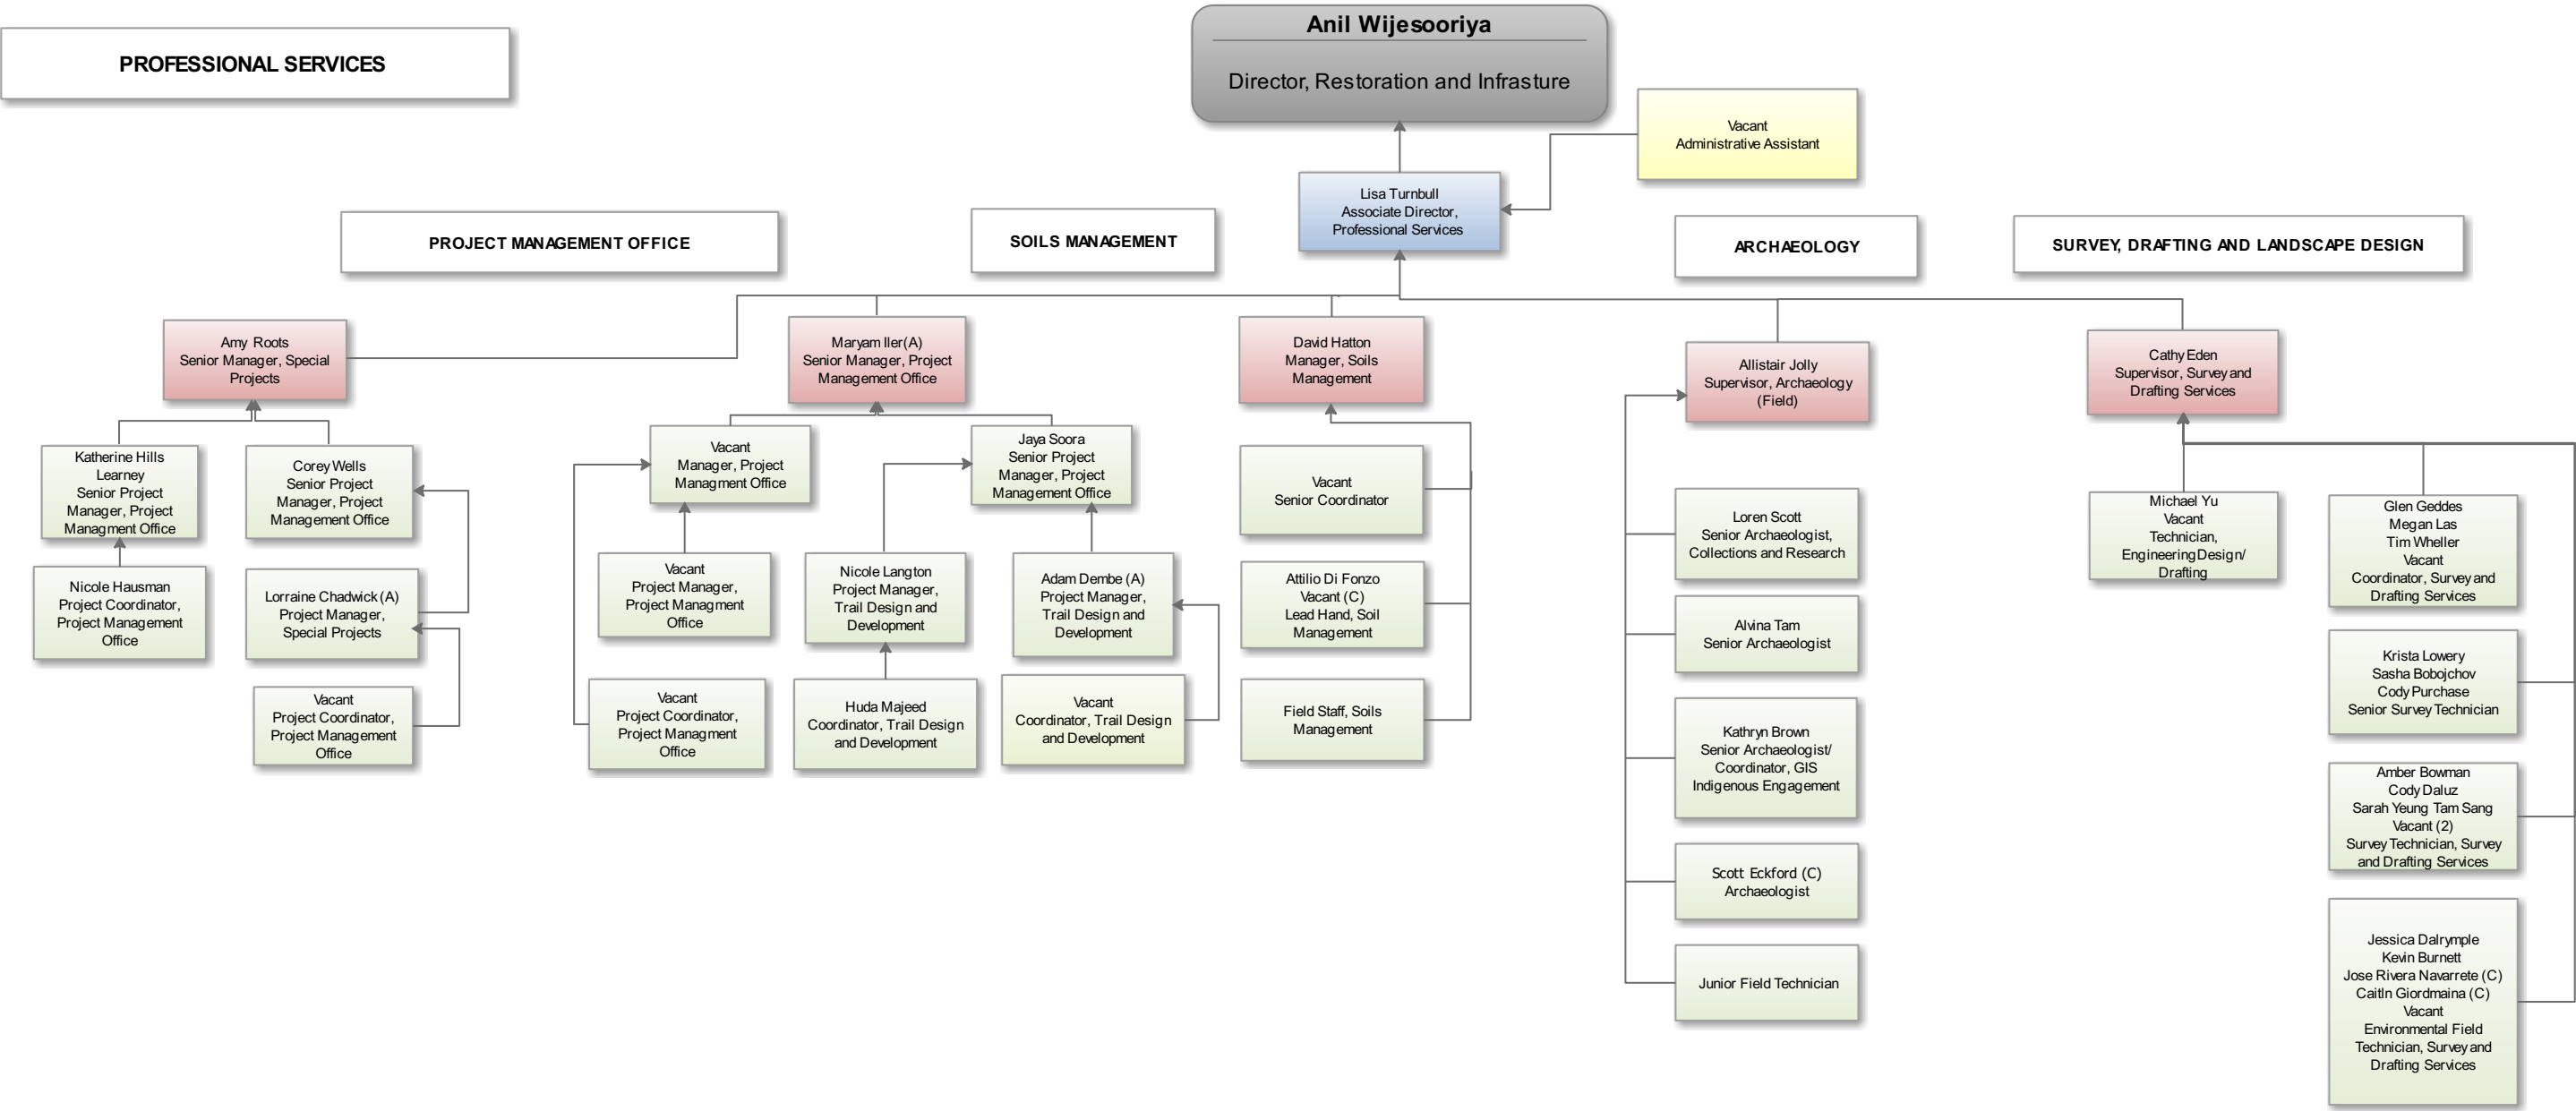 Anil Wijesooriya
Director, Restoration and Infrasture
PROFESSIONAL SERVICES
Vacant
Administrative Assistant
Lisa Turnbull
Associate Director,
Professional Services
PROJECT MANAGEMENT OFFICE
SOILS MANAGEMENT
ARCHAEOLOGY
SURVEY, DRAFTING AND LANDSCAPE DESIGN
Amy Roots
Senior Manager, Special
Projects
Maryam Iler(A)
Senior Manager, Project
Management Office
David Hatton
Manager, Soils
Management
Allistair Jolly
Supervisor, Archaeology
(Field)
Cathy Eden
Supervisor, Survey and
Drafting Services
Katherine Hills
Learney
Senior Project
Manager, Project
Managment Office
Corey Wells
Senior Project
Manager, Project
Management Office
Nicole Hausman
Project Coordinator,
Project Management
Office
Lorraine Chadwick (A)
Project Manager,
Special Projects
Vacant
Project Coordinator,
Project Management
Office
Vacant
Manager, Project
Managment Office
Jaya Soora
Senior Project
Manager, Project
Management Office
Vacant
Project Manager,
Project Managment
Office
Nicole Langton
Project Manager,
Trail Design and
Development
Adam Dembe (A)
Project Manager,
Trail Design and
Development
Vacant
Project Coordinator,
Project Managment
Office
Huda Majeed
Coordinator, Trail Design
and Development
Vacant
Coordinator, Trail Design
and Development
Vacant
Senior Coordinator
Attilio Di Fonzo
Vacant (C)
Lead Hand, Soil
Management
Field Staff, Soils
Management
Loren Scott
Senior Archaeologist,
Collections and Research
Alvina Tam
Senior Archaeologist
Kathryn Brown
Senior Archaeologist/
Coordinator, GIS
Indigenous Engagement
Scott Eckford (C)
Archaeologist
Junior Field Technician
Michael Yu
Vacant
Technician,
Engineering Design/
Drafting
Glen Geddes
Megan Las
Tim Wheller
Vacant
Coordinator, Survey and
Drafting Services
Krista Lowery
Sasha Bobojchov
Cody Purchase
Senior Survey Technician
Amber Bowman
Cody Daluz
Sarah Yeung Tam Sang
Vacant (2)
Survey Technician, Survey
and Drafting Services
Jessica Dalrymple
Kevin Burnett
Jose Rivera Navarrete (C)
Caitln Giordmaina (C)
Vacant
Environmental Field
Technician, Survey and
Drafting Services